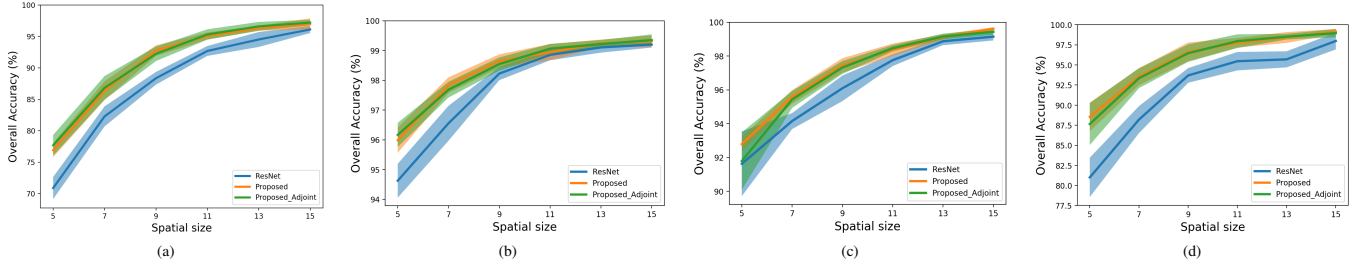 100
95
90
85
80
75
70
Overall Accuracy (%)
5 7 9 11 13 15
Spatial size
ResNet
Proposed
Proposed_Adjoint
(a)
100
99
98
97
96
95
94
Overall Accuracy (%)
5 7 9 11 13 15
Spatial size
ResNet
Proposed
Proposed_Adjoint
(b)
100
98
96
94
92
90
Overall Accuracy (%)
5 7 9 11 13 15
Spatial size
ResNet
Proposed
Proposed_Adjoint
(c)
100.0
97.5
95.0
92.5
90.0
87.5
85.0
82.5
80.0
77.5
Overall Accuracy (%)
5 7 9 11 13 15
Spatial size
ResNet
Proposed
Proposed_Adjoint
(d)